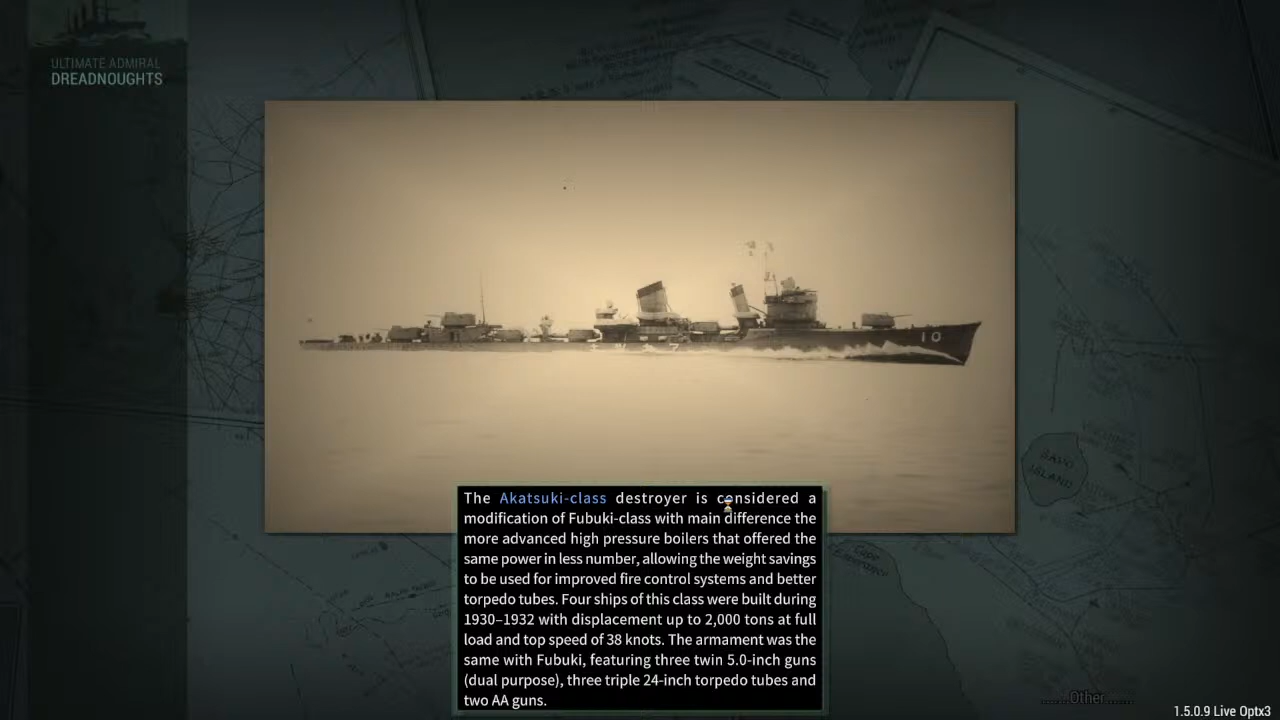 ULTIMATE ADMIRAL
DREADNOUGHTS
10
The Akatsuki-class destroyer is considered a
modification of Fubuki-class with main difference the
more advanced high pressure boilers that offered the
same power in less number, allowing the weight savings
to be used for improved fire control systems and better
torpedo tubes. Four ships of this class were built during
1930–1932 with displacement up to 2,000 tons at full
load and top speed of 38 knots. The armament was the
same with Fubuki, featuring three twin 5.0-inch guns
(dual purpose), three triple 24-inch torpedo tubes and
two AA guns.
SAVO
ISLAND
Cape
Esperance
Other
1.5.0.9 Live Optx3